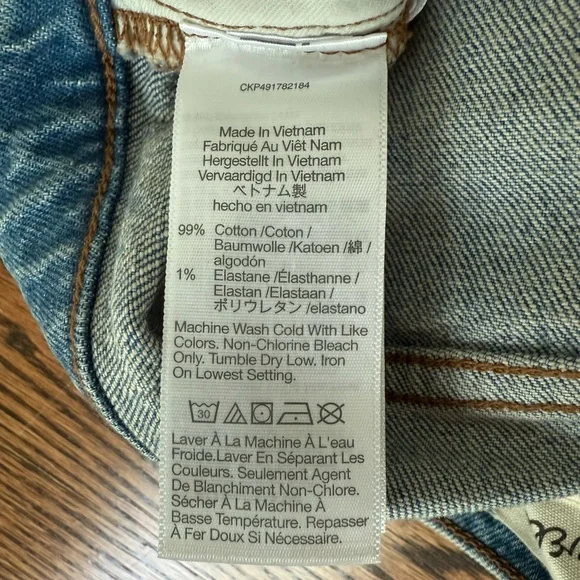 CKP491782184
Made In Vietnam
Fabriqué Au Viêt Nam
Hergestellt In Vietnam
Vervaardigd In Vietnam
ベトナム製
hecho en vietnam
99% Cotton /Coton /
Baumwolle /Katoen /綿 /
algodón
1% Elastane /Élasthanne /
Elastan /Elastaan /
ポリウレタン /elastano
Machine Wash Cold With Like
Colors. Non-Chlorine Bleach
Only. Tumble Dry Low. Iron
On Lowest Setting.
30
Laver À La Machine À L'eau
Froide.Laver En Séparant Les
Couleurs. Seulement Agent
De Blanchiment Non-Chlore.
Sécher À La Machine À
Basse Température. Repasser
À Fer Doux Si Nécessaire.